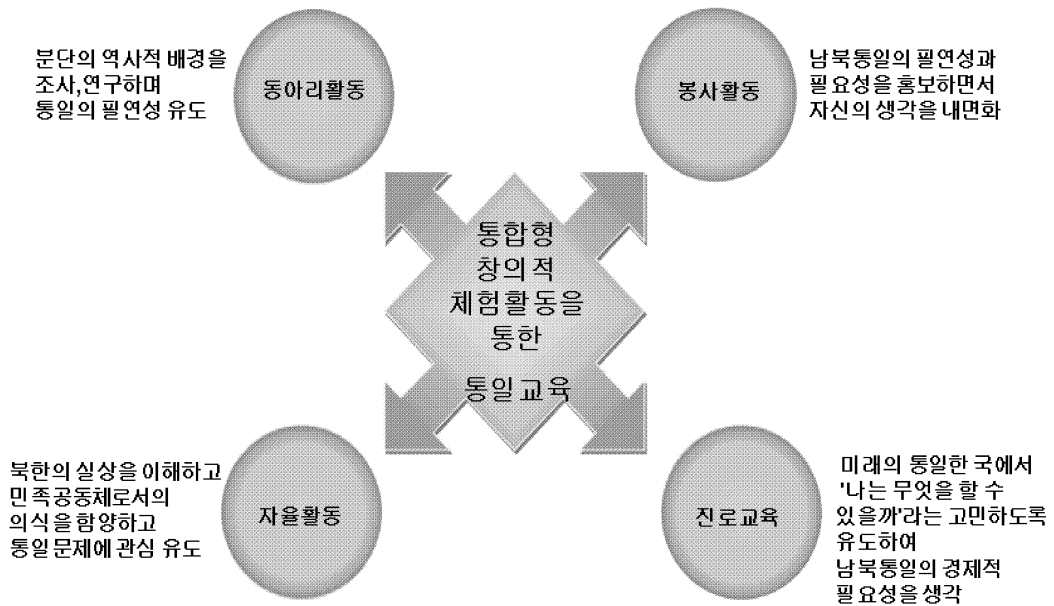 분단의 역사적 배경을
조사,연구하며
통일의 필연성 유도
동아리활동
봉사활동
남북통일의 필연성과
필요성을 홍보하면서
자신의 생각을 내면화
통합형
창의적
체험활동을
통한
통일교육
북한의 실상을 이해하고
민족공동체로서의
의식을 함양하고
통일문제에 관심 유도
자율활동
진로교육
미래의 통일한 국에서
'나는 무엇을 할 수
있을까'라는 고민하도록
유도하여
남북통일의 경제적
필요성을 생각